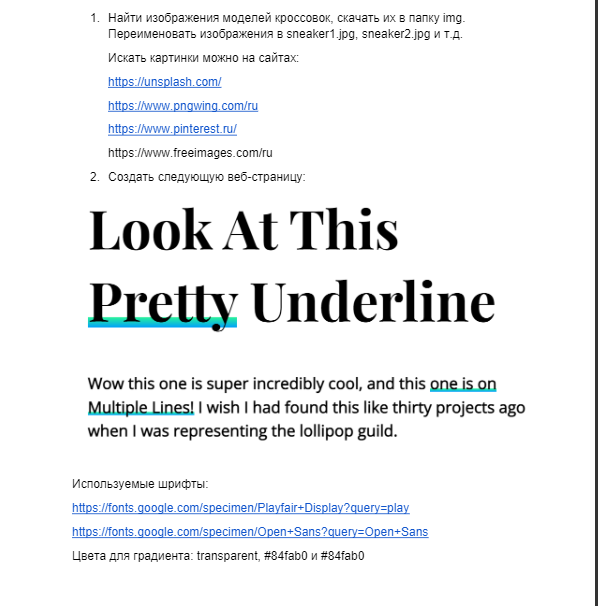 1. Найти изображения моделей кроссовок, скачать их в папку img.
Переименовать изображения в sneaker1.jpg, sneaker2.jpg и т.д.
Искать картинки можно на сайтах:
https://unsplash.com/
https://www.pngwing.com/ru
https://www.pinterest.ru/
https://www.freeimages.com/ru
2. Создать следующую веб-страницу:
Look At This
Pretty Underline
Wow this one is super incredibly cool, and this one is on
Multiple Lines! I wish I had found this like thirty projects ago
when I was representing the lollipop guild.
Используемые шрифты:
https://fonts.google.com/specimen/Playfair+Display?query=play
https://fonts.google.com/specimen/Open+Sans?query=Open+Sans
Цвета для градиента: transparent, #84fab0 и #84fab0